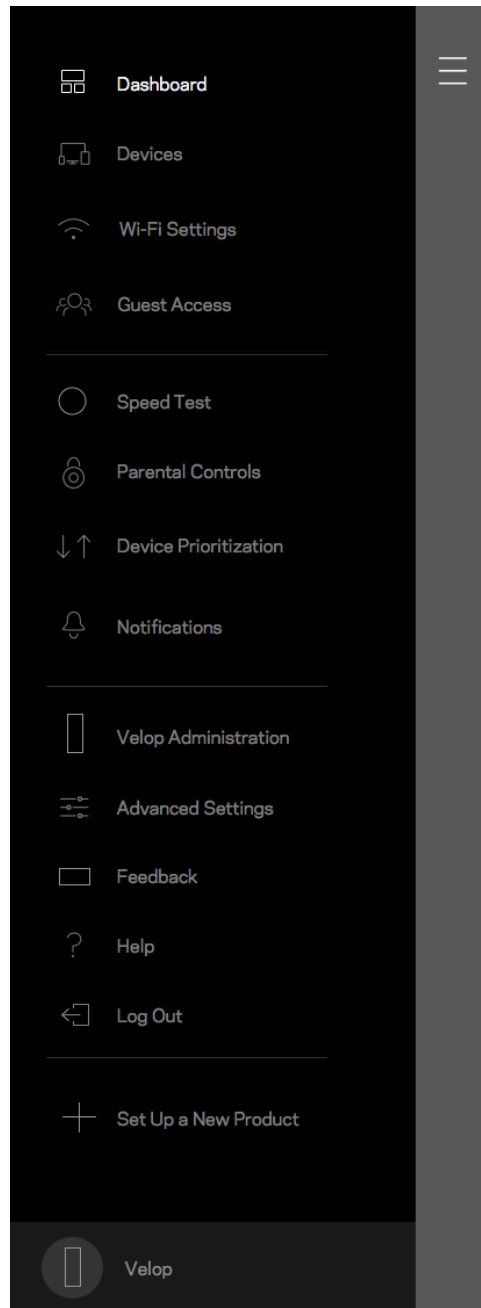 Dashboard
Devices
Wi-Fi Settings
Guest Access
Speed Test
Parental Controls
Device Prioritization
Notifications
Velop Administration
Advanced Settings
Feedback
? Help
Log Out
Set Up a New Product
Velop